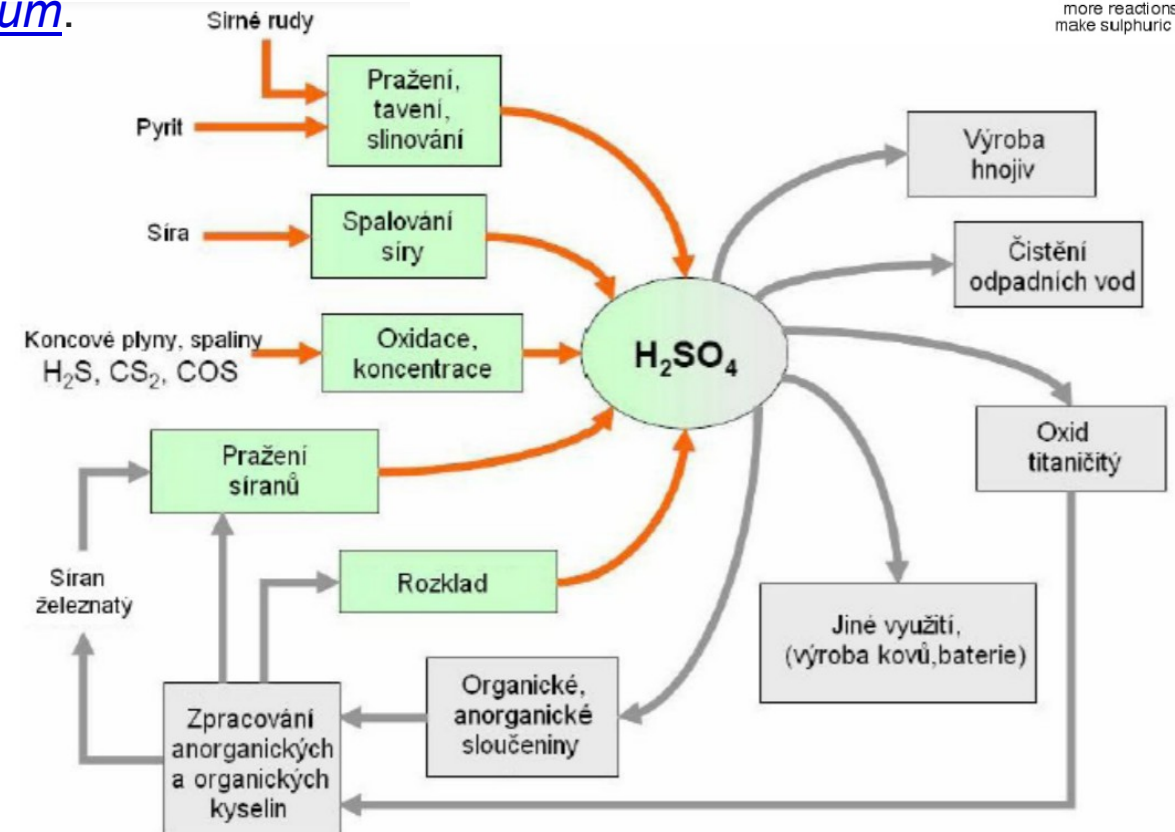 um.
more reactions
make sulphuric
Sirné rudy
Pražení,
tavení,
slinování
Pyrit
Síra
Spalování
síry
Koncové plyny, spaliny
H₂S, CS₂, COS
Oxidace,
koncentrace
H₂SO₄
Výroba
hnojiv
Čistění
odpadních vod
Oxid
titaničitý
Pražení
síranů
Síran
železnatý
Rozklad
Jiné využití,
(výroba kovů,baterie)
Organické,
anorganické
sloučeniny
Zpracování
anorganických
a organických
kyselin